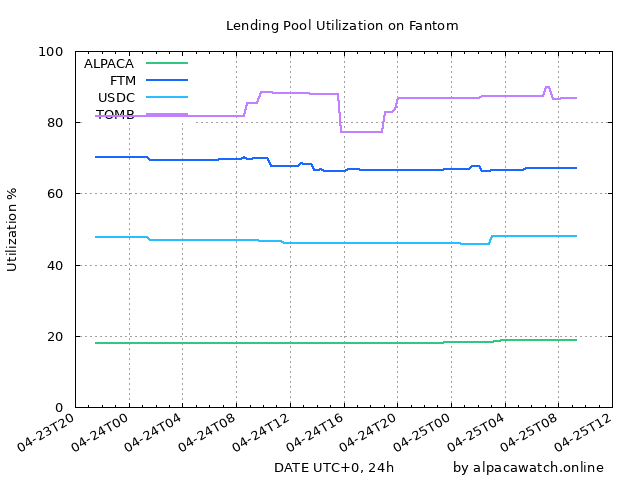 Lending Pool Utilization on Fantom
100
80
60
40
20
0
Utilization %
ALPACA
FTM
USDC
TOMB
04-23T20
04-24T00
04-24T04
04-24T08
04-24T12
04-24T16
04-24T20
04-25T00
04-25T04
04-25T08
04-25T12
DATE UTC+0, 24h
by alpacawatch.online